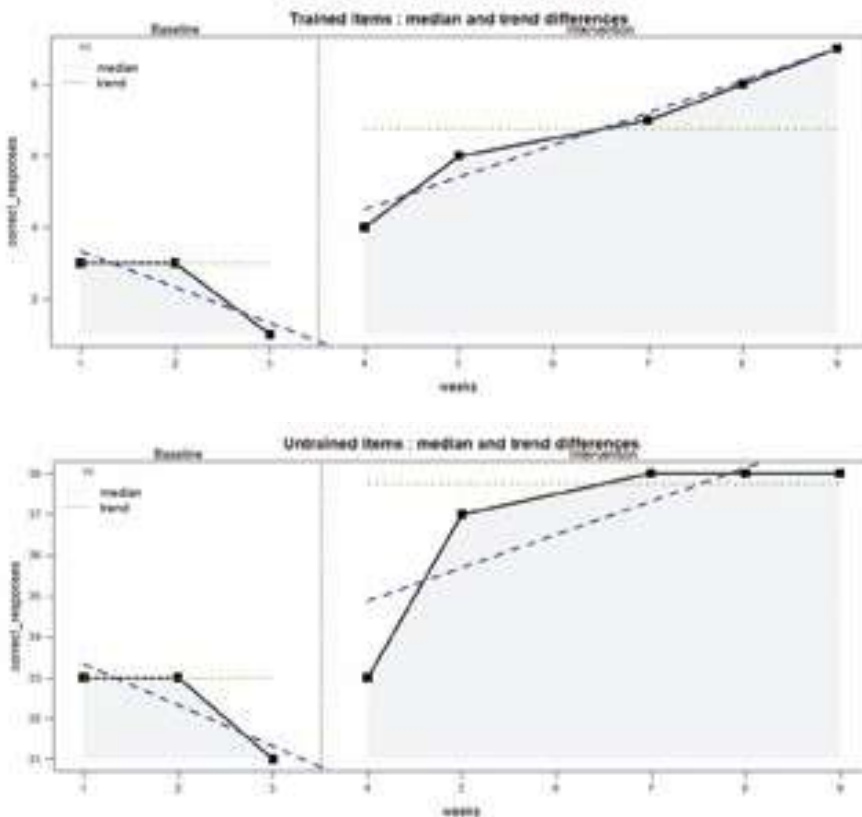 Trained items : median and trend differences
Baseline
Intervention
median
trend
correct_responses
1 2 3 4 5 6 7 8 9
weeks
Untrained items : median and trend differences
Baseline
Intervention
median
trend
correct_responses
1 2 3 4 5 6 7 8 9
weeks